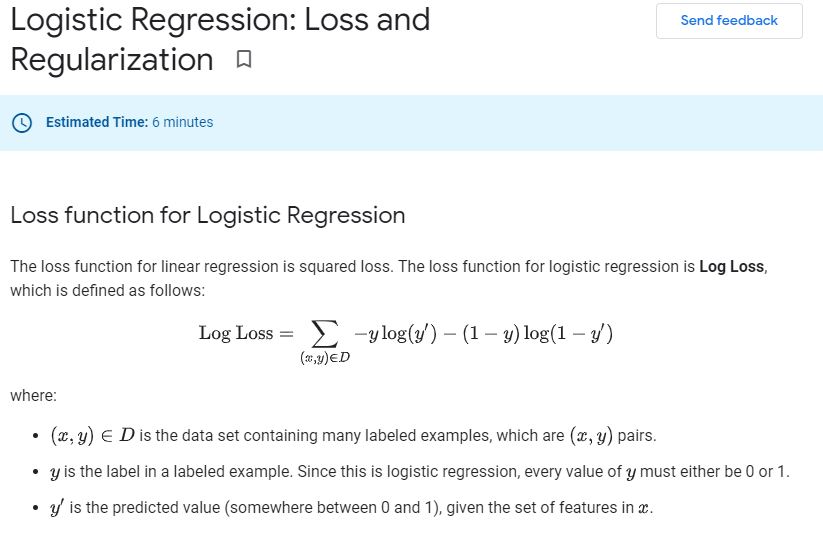 Logistic Regression: Loss and
Regularization
Send feedback
Estimated Time: 6 minutes
Loss function for Logistic Regression
The loss function for linear regression is squared loss. The loss function for logistic regression is Log Loss,
which is defined as follows:
Log Loss = ∑ −y log(y′) − (1 − y) log(1 − y′)
(x,y)∈D
where:
• (x, y) ∈ D is the data set containing many labeled examples, which are (x, y) pairs.
• y is the label in a labeled example. Since this is logistic regression, every value of y must either be 0 or 1.
• y′ is the predicted value (somewhere between 0 and 1), given the set of features in x.